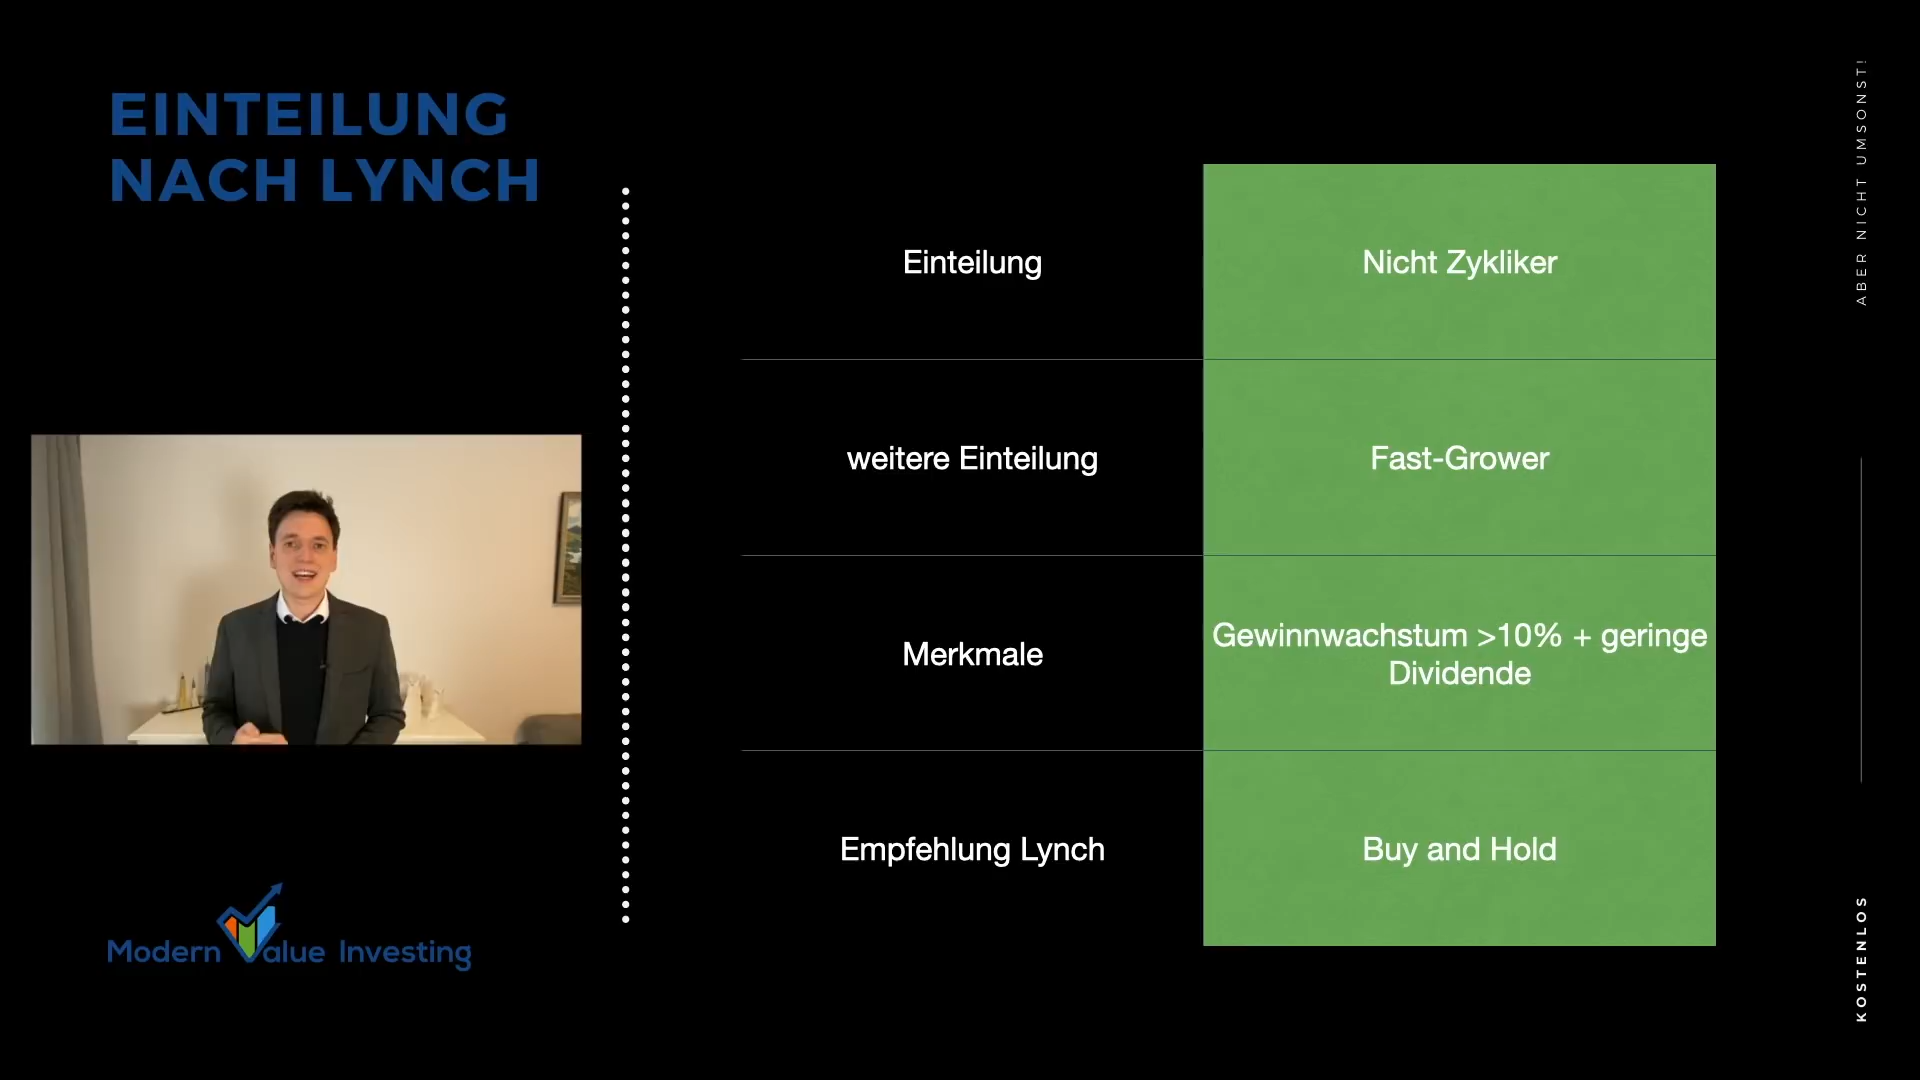 EINTEILUNG
NACH LYNCH
Einteilung
Nicht Zykliker
weitere Einteilung
Fast-Grower
Merkmale
Gewinnwachstum >10% + geringe
Dividende
Empfehlung Lynch
Buy and Hold
Modern Value Investing
ABER NICHT UMSONST!
KOSTENLOS